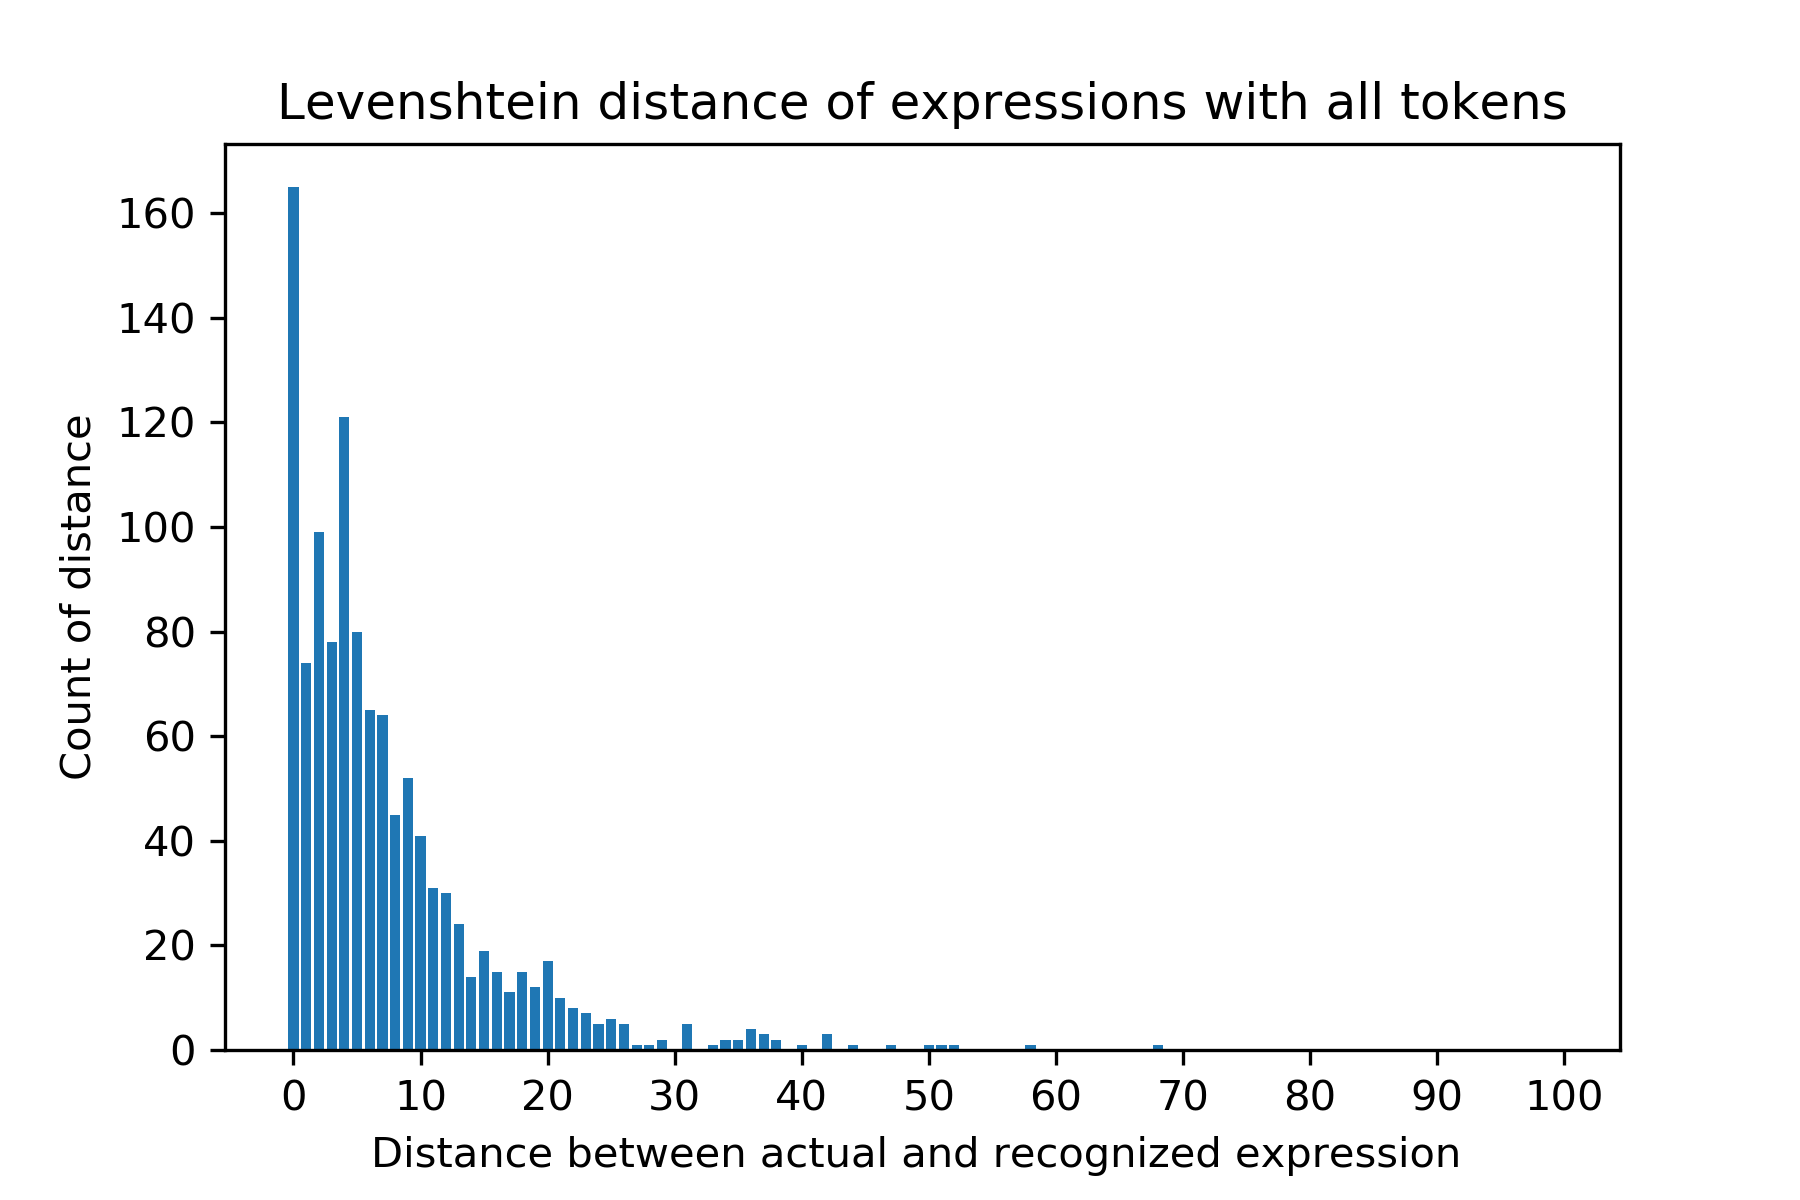 Levenshtein distance of expressions with all tokens
160
140
120
100
80
60
40
20
0
Count of distance
0 10 20 30 40 50 60 70 80 90 100
Distance between actual and recognized expression